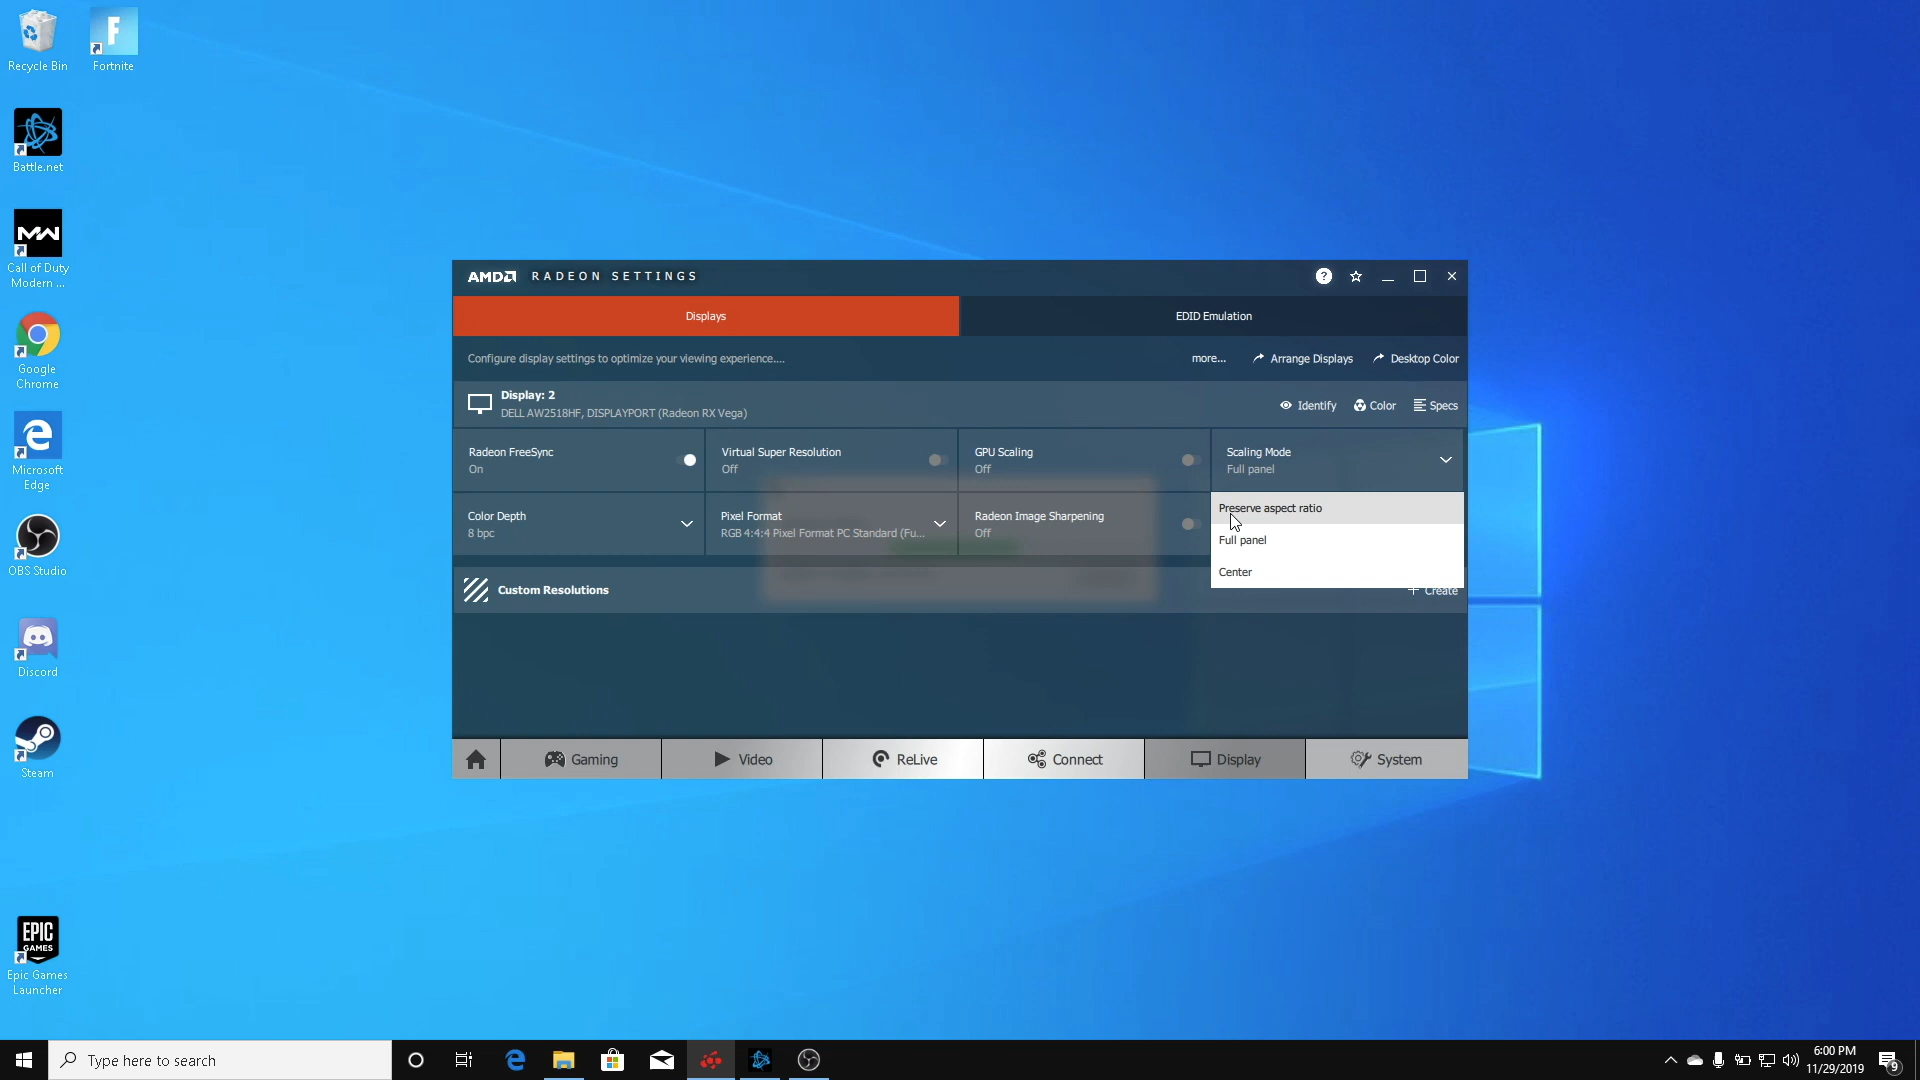 Recycle Bin
Fortnite
Battle.net
Call of Duty
Modern ...
Google
Chrome
Microsoft
Edge
OBS Studio
Discord
Steam
EPIC
GAMES
Epic Games
Launcher
AMD RADEON SETTINGS
Displays
EDID Emulation
Configure display settings to optimize your viewing experience....
more...
Arrange Displays
Desktop Color
Display: 2
DELL AW2518HF, DISPLAYPORT (Radeon RX Vega)
Identify
Color
Specs
Radeon FreeSync
On
Virtual Super Resolution
Off
GPU Scaling
Off
Scaling Mode
Full panel
Color Depth
8 bpc
Pixel Format
RGB 4:4:4 Pixel Format PC Standard (Fu...
Radeon Image Sharpening
Off
Preserve aspect ratio
Full panel
Center
Custom Resolutions
+ Create
Gaming
Video
ReLive
Connect
Display
System
Type here to search
6:00 PM
11/29/2019
9